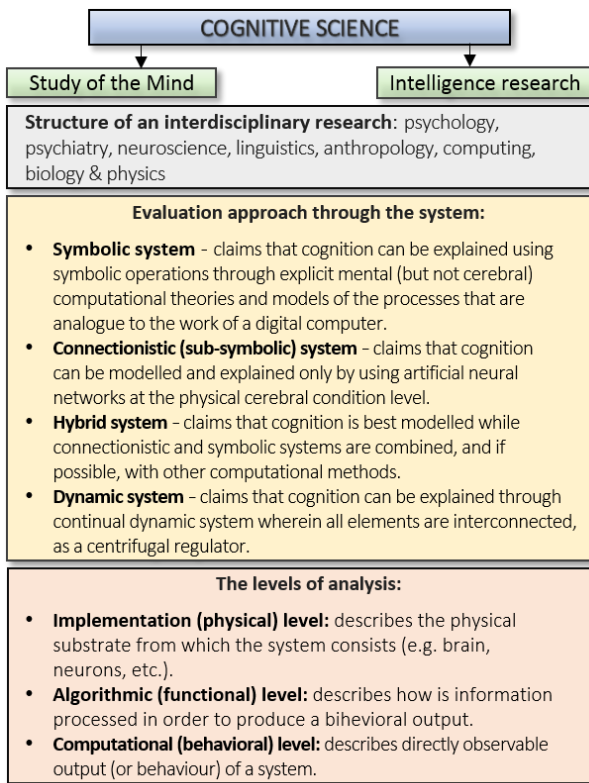 COGNITIVE SCIENCE
Study of the Mind
Intelligence research
Structure of an interdisciplinary research: psychology,
psychiatry, neuroscience, linguistics, anthropology, computing,
biology & physics
Evaluation approach through the system:
• Symbolic system - claims that cognition can be explained using
symbolic operations through explicit mental (but not cerebral)
computational theories and models of the processes that are
analogue to the work of a digital computer.
• Connectionistic (sub-symbolic) system - claims that cognition
can be modelled and explained only by using artificial neural
networks at the physical cerebral condition level.
• Hybrid system - claims that cognition is best modelled while
connectionistic and symbolic systems are combined, and if
possible, with other computational methods.
• Dynamic system - claims that cognition can be explained through
continual dynamic system wherein all elements are interconnected,
as a centrifugal regulator.
The levels of analysis:
• Implementation (physical) level: describes the physical
substrate from which the system consists (e.g. brain,
neurons, etc.).
• Algorithmic (functional) level: describes how is information
processed in order to produce a bihevioral output.
• Computational (behavioral) level: describes directly observable
output (or behaviour) of a system.